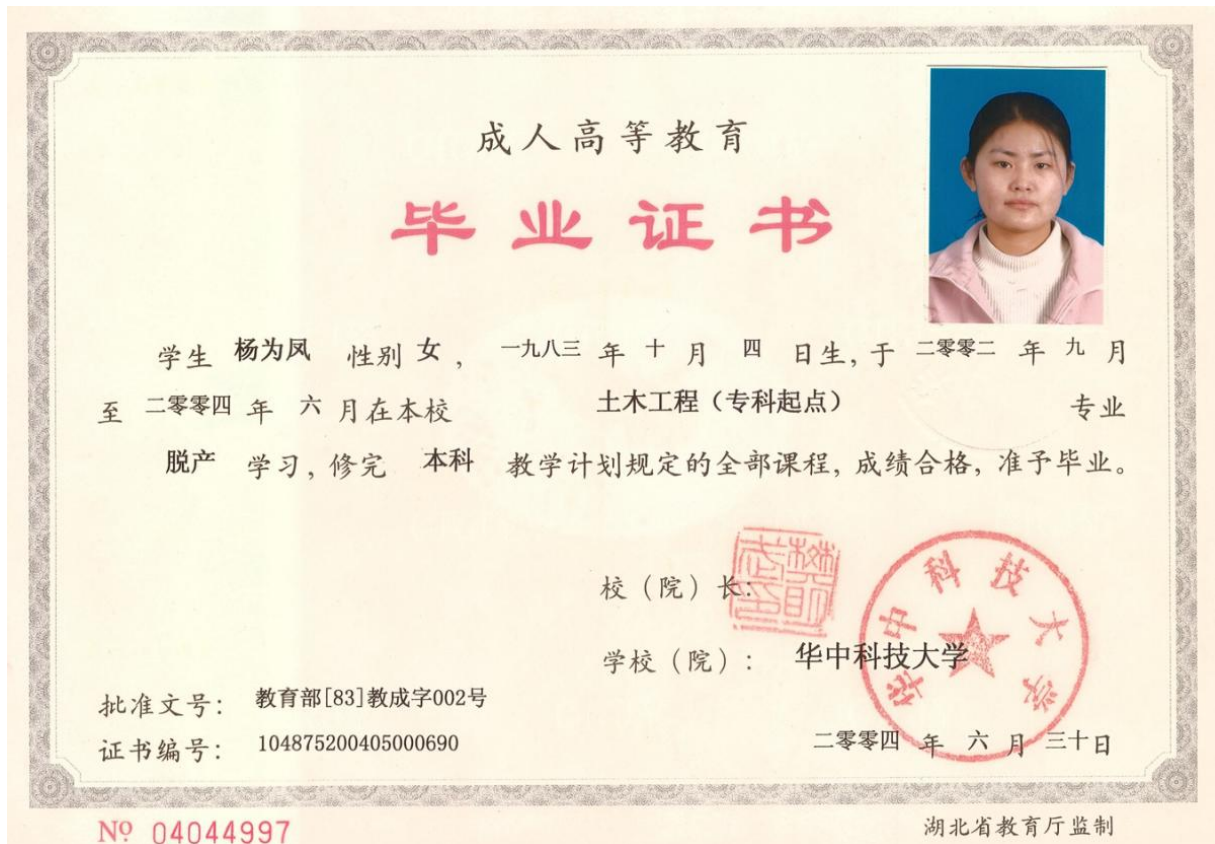 成人高等教育
毕业证书
学生 杨为凤 性别 女, 一九八三 年 十 月 四 日生, 于 二零零二 年 九 月
至 二零零四 年 六 月在本校 土木工程（专科起点） 专业
脱产 学习, 修完 本科 教学计划规定的全部课程, 成绩合格, 准予毕业。
校（院）长:
学校（院）: 华中科技大学
华中科技大学
批准文号: 教育部[83]教成字002号
证书编号: 104875200405000690
二零零四 年 六 月 三十日
№ 04044997
湖北省教育厅监制